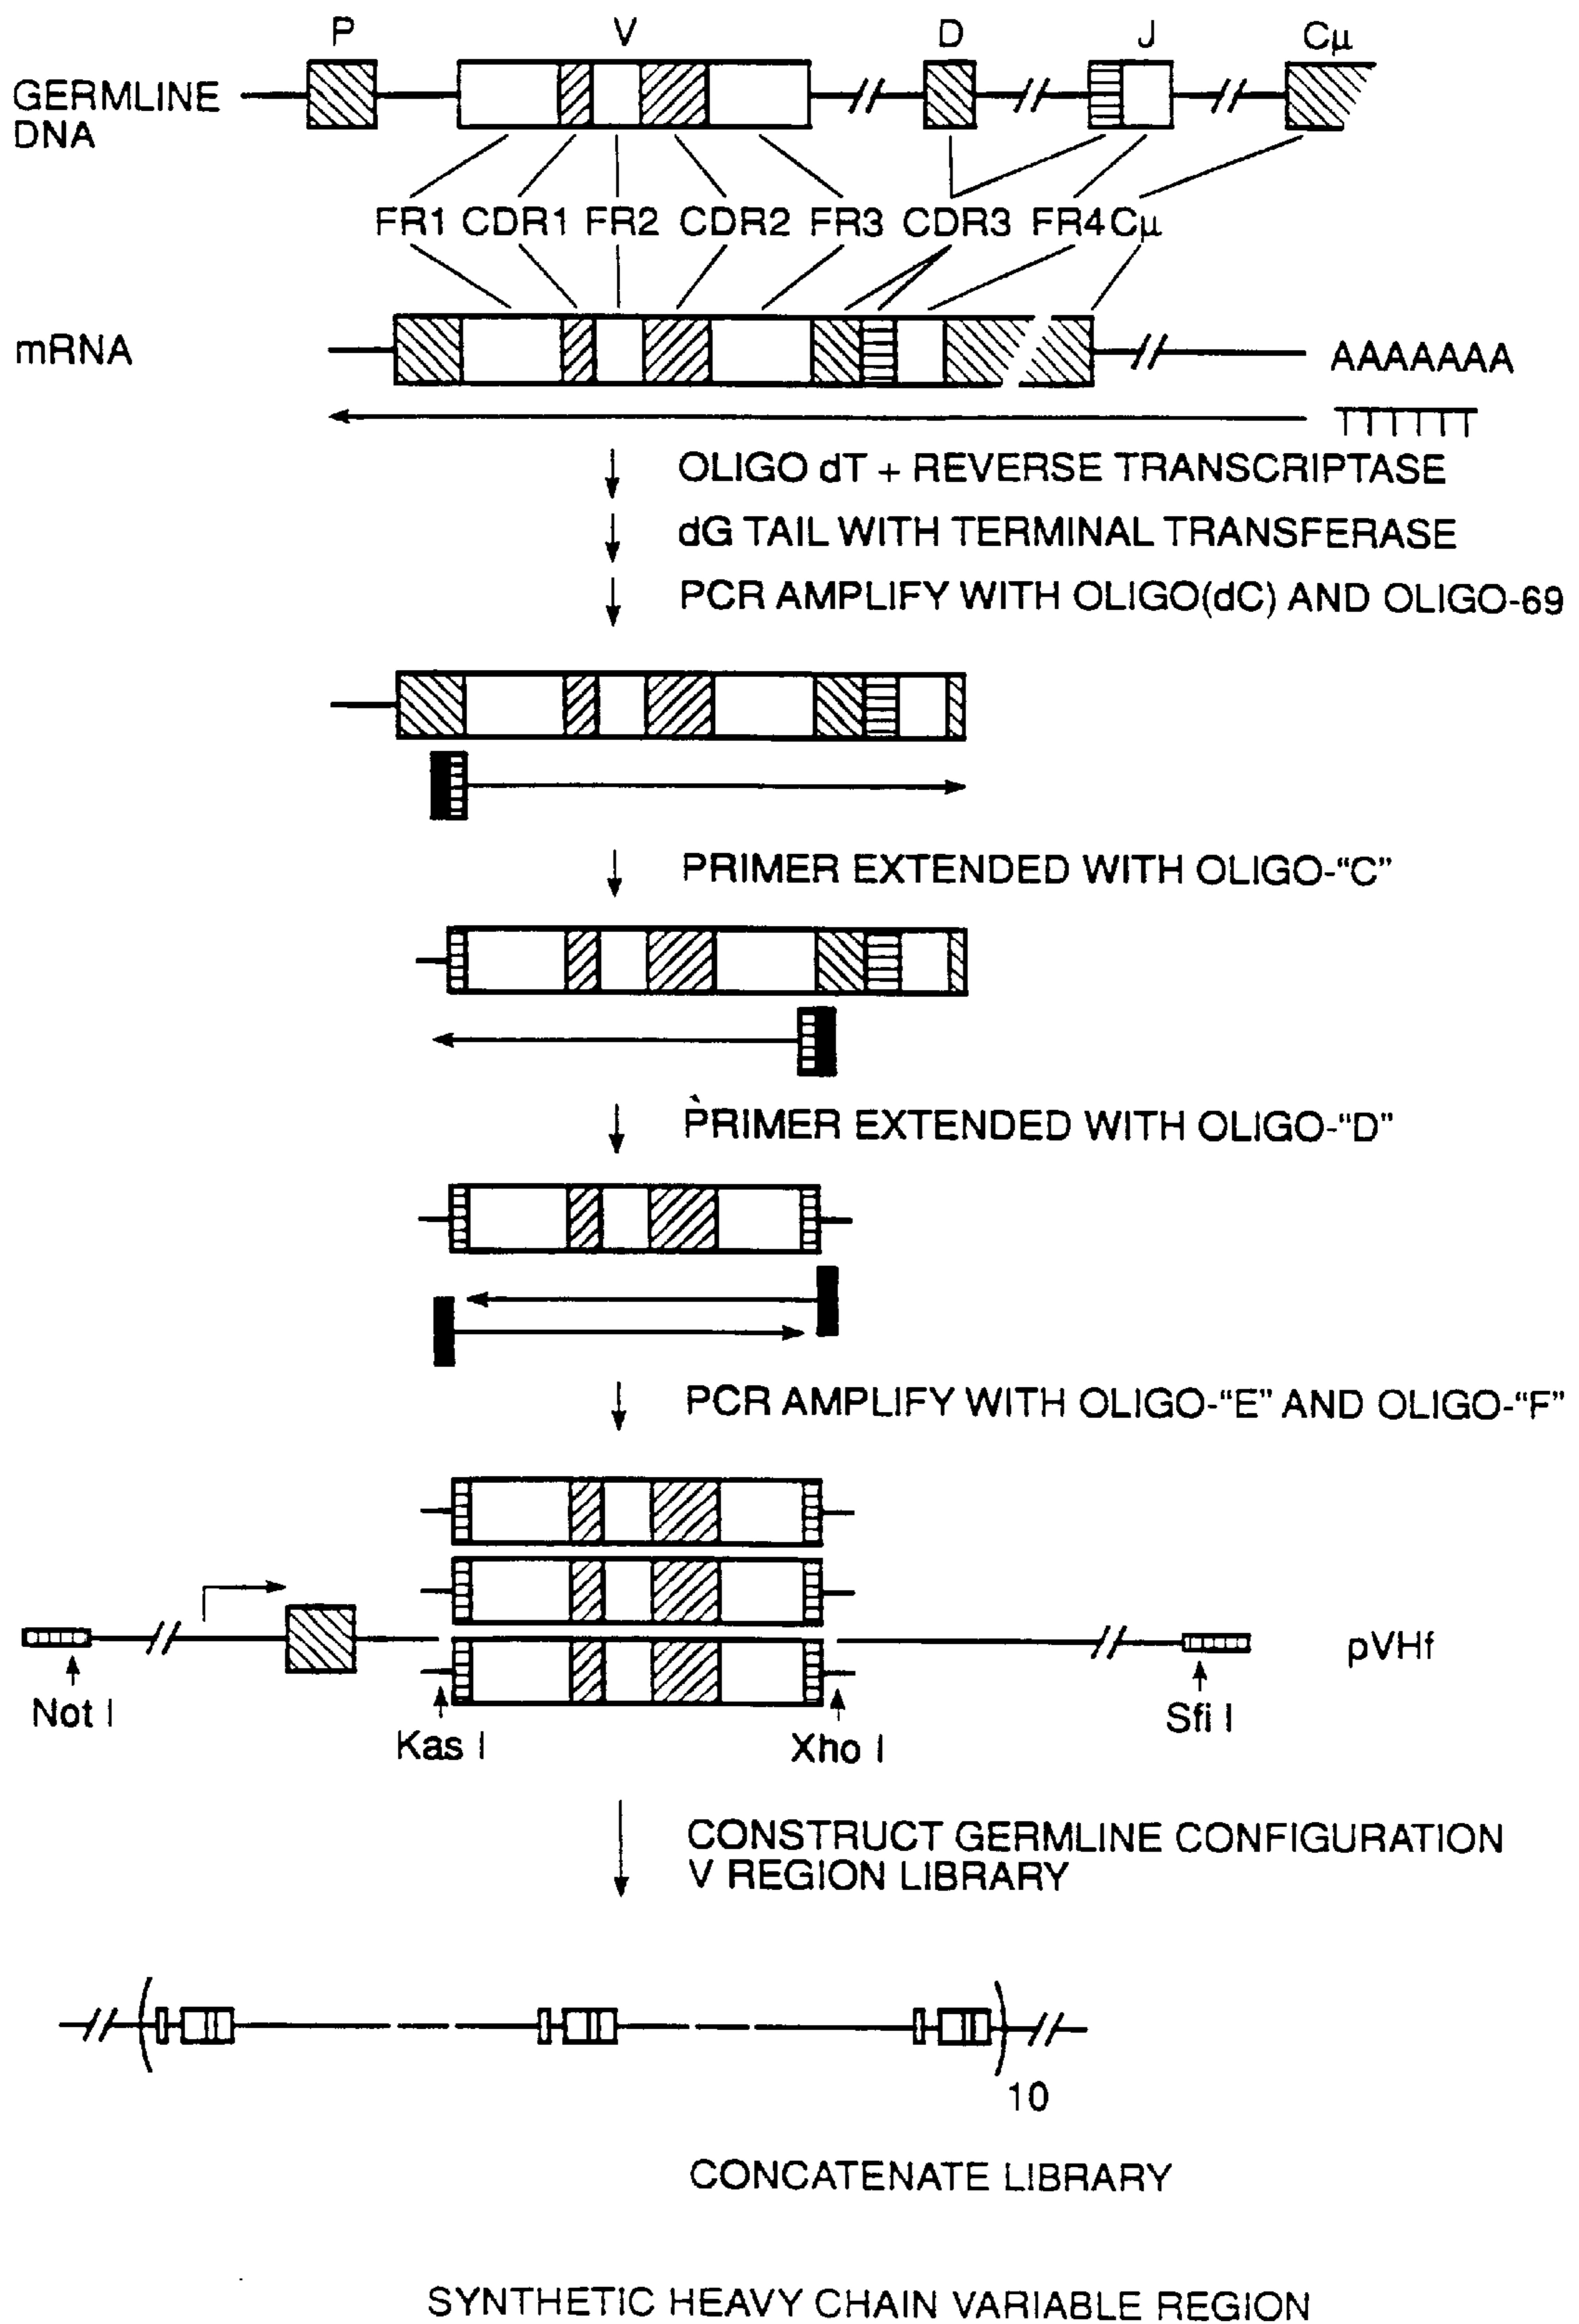 P V D J Cμ
GERMLINE
DNA
FR1 CDR1 FR2 CDR2 FR3 CDR3 FR4 Cμ
mRNA
AAAAAAA
TTTTTT
OLIGO dT + REVERSE TRANSCRIPTASE
dG TAIL WITH TERMINAL TRANSFERASE
PCR AMPLIFY WITH OLIGO(dC) AND OLIGO-69
PRIMER EXTENDED WITH OLIGO-“C”
PRIMER EXTENDED WITH OLIGO-“D”
PCR AMPLIFY WITH OLIGO-“E” AND OLIGO-“F”
pVHf
Not I
Sfi I
Kas I
Xho I
CONSTRUCT GERMLINE CONFIGURATION
V REGION LIBRARY
10
CONCATENATE LIBRARY
SYNTHETIC HEAVY CHAIN VARIABLE REGION